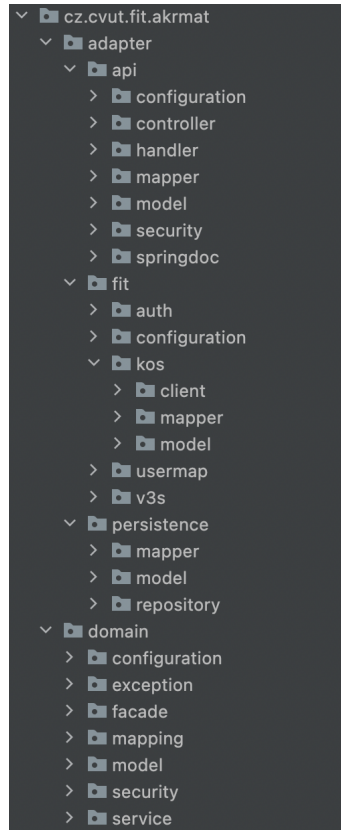 cz.cvut.fit.akrmat
adapter
api
configuration
controller
handler
mapper
model
security
springdoc
fit
auth
configuration
kos
client
mapper
model
usermap
v3s
persistence
mapper
model
repository
domain
configuration
exception
facade
mapping
model
security
service